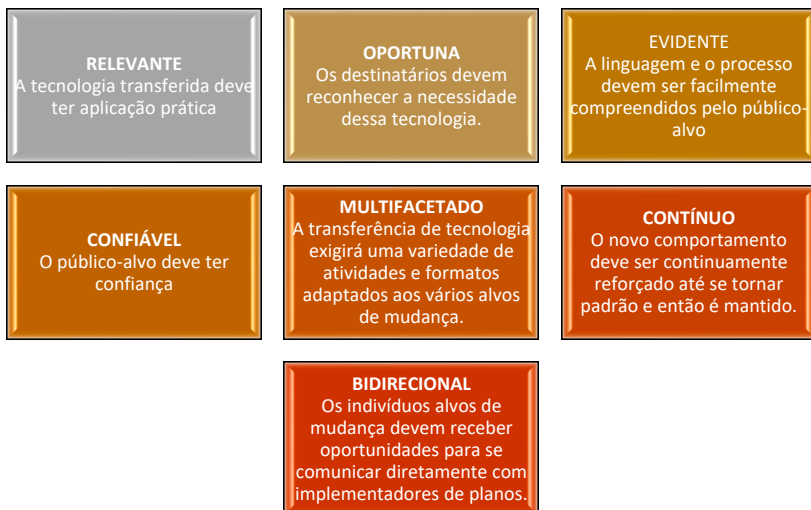 RELEVANTE
A tecnologia transferida deve
ter aplicação prática
OPORTUNA
Os destinatários devem
reconhecer a necessidade
dessa tecnologia.
EVIDENTE
A linguagem e o processo
devem ser facilmente
compreendidos pelo público-
alvo
CONFIÁVEL
O público-alvo deve ter
confiança
MULTIFACETADO
A transferência de tecnologia
exigirá uma variedade de
atividades e formatos
adaptados aos vários alvos
de mudança.
CONTÍNUO
O novo comportamento
deve ser continuamente
reforçado até se tornar
padrão e então é mantido.
BIDIRECIONAL
Os indivíduos alvos de
mudança devem receber
oportunidades para se
comunicar diretamente com
implementadores de planos.